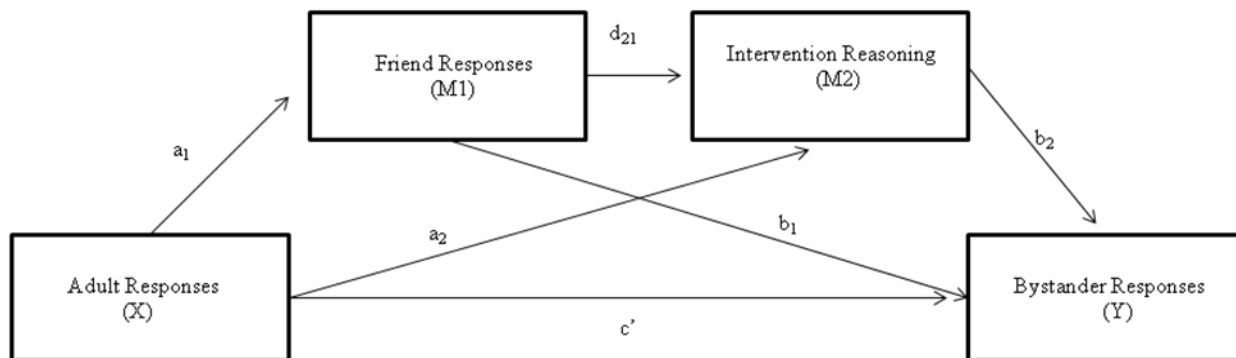 Friend Responses
(M1)
d21
Intervention Reasoning
(M2)
a1
b2
a2
b1
Adult Responses
(X)
c’
Bystander Responses
(Y)